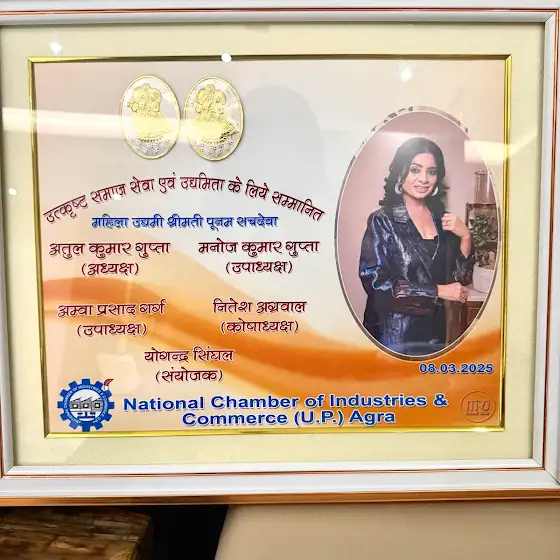 उत्कृष्ट समाज सेवा एवं उद्यमिता के लिये सम्मानित
महिला उद्यमी श्रीमती पूनम सचदेवा
अतुल कुमार गुप्ता मनोज कुमार गुप्ता
(अध्यक्ष) (उपाध्यक्ष)
अम्बा प्रसाद गर्ग नितेश अग्रवाल
(उपाध्यक्ष) (कोषाध्यक्ष)
योगेन्द्र सिंघल
(संयोजक)
08.03.2025
National Chamber of Industries &
Commerce (U.P.) Agra